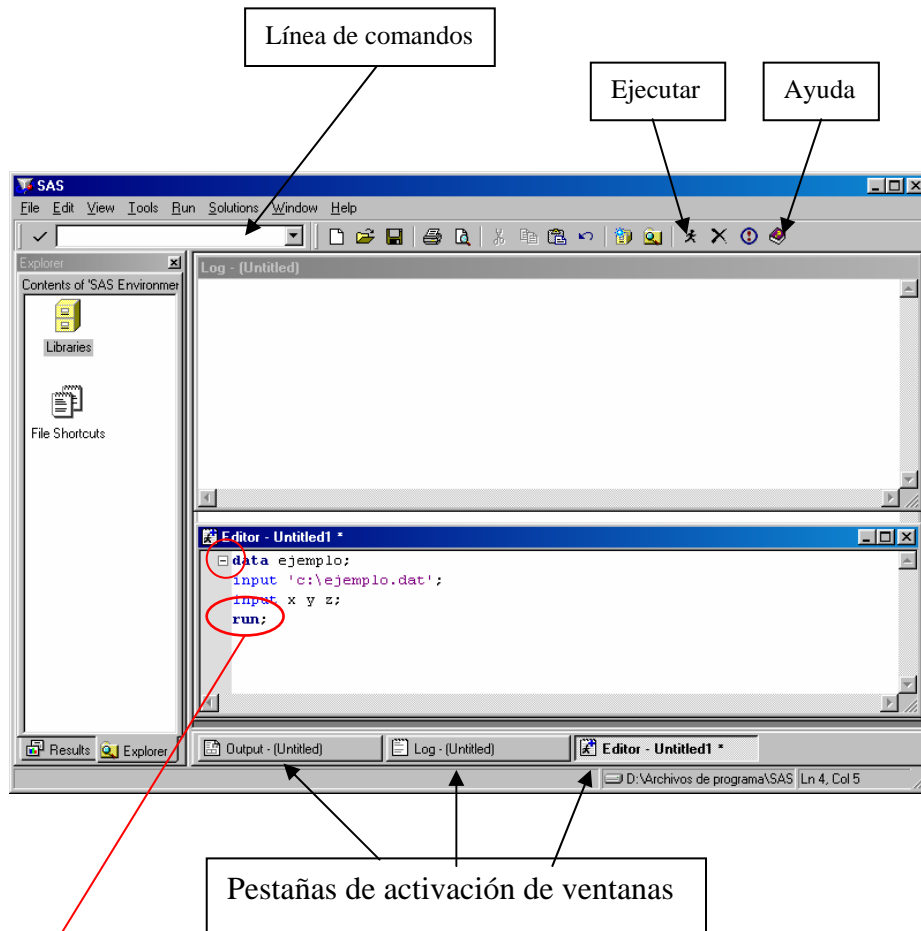 Línea de comandos
Ejecutar
Ayuda
SAS
File Edit View Tools Run Solutions Window Help
Explorer
Contents of 'SAS Environmer
Libraries
File Shortcuts
Log - (Untitled)
Editor - Untitled1 *
data ejemplo;
input 'c:\ejemplo.dat';
input x y z;
run;
Results Explorer
Output - (Untitled) Log - (Untitled) Editor - Untitled1 *
D:\Archivos de programa\SAS Ln 4, Col 5
Pestañas de activación de ventanas